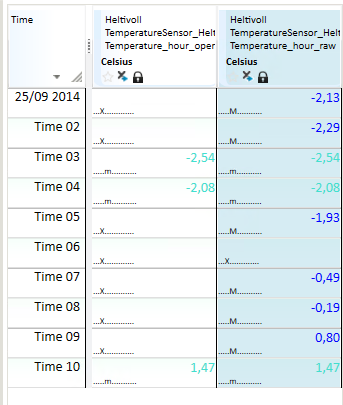 Time
Heltivoll
TemperatureSensor_Helt
Temperature_hour_oper
Celsius
Heltivoll
TemperatureSensor_Helt
Temperature_hour_raw
Celsius
25/09 2014 ...X............ ....M............ -2,13
Time 02 ...X............ ....M............ -2,29
Time 03 .....m........... -2,54 .....m........... -2,54
Time 04 .....m........... -2,08 .....m........... -2,08
Time 05 ...X............ ....M............ -1,93
Time 06 ...X............ ...X............
Time 07 ...X............ ....M............ -0,49
Time 08 ...X............ ....M............ -0,19
Time 09 ...X............ ....M............ 0,80
Time 10 .....m........... 1,47 .....m........... 1,47